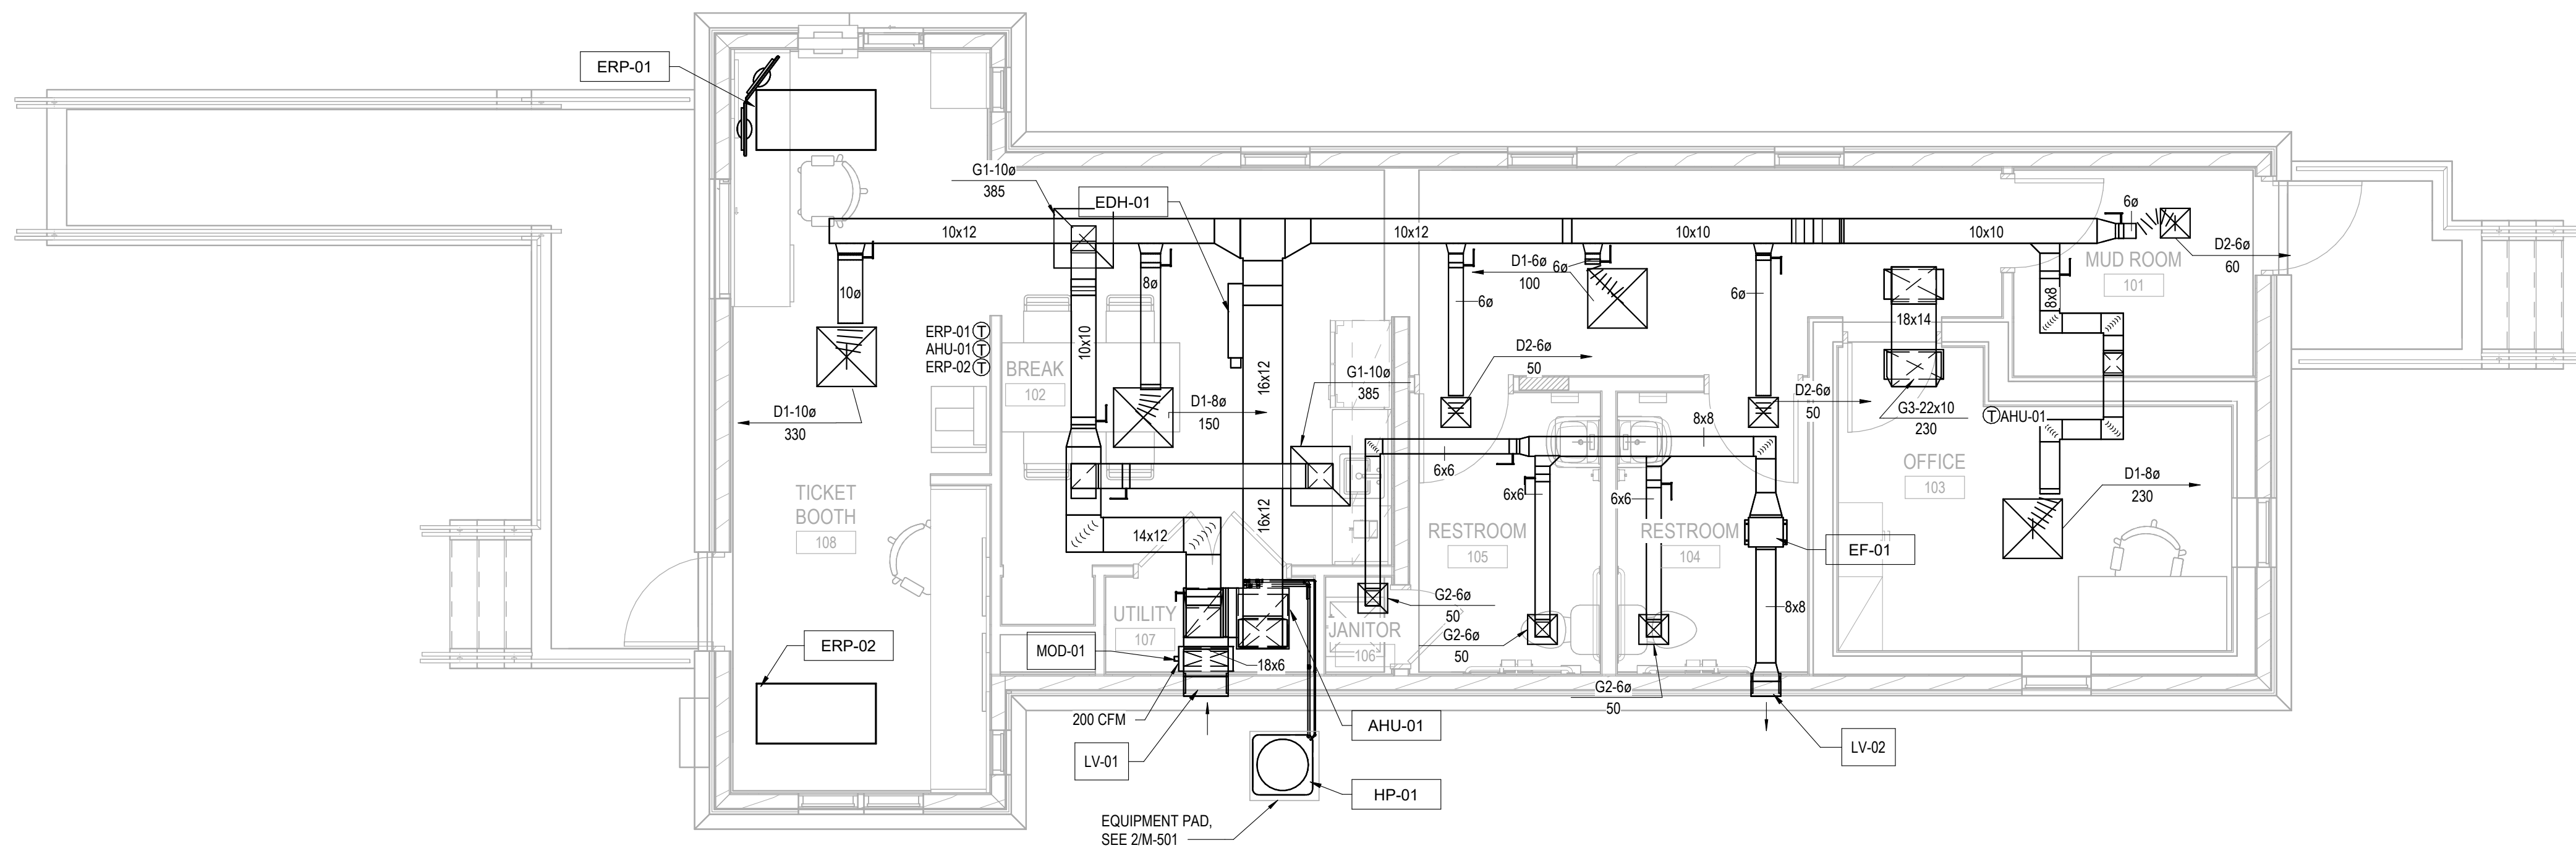 ERP-01
G1-10ø
385
EDH-01
6ø
10x12
10x12
10x10
10x10
D2-6ø
60
MUD ROOM
101
D1-6ø
100
6ø
10ø
8ø
6ø
6ø
8x8
18x14
ERP-01 T
AHU-01 T
ERP-02 T
10x10
BREAK
102
16x12
D2-6ø
50
G1-10ø
385
D2-6ø
50
G3-22x10
230
T AHU-01
D1-10ø
330
D1-8ø
150
8x8
6x6
OFFICE
103
D1-8ø
230
TICKET
BOOTH
108
6x6
6x6
16x12
14x12
RESTROOM
105
RESTROOM
104
EF-01
G2-6ø
50
8x8
UTILITY
107
JANITOR
106
G2-6ø
50
ERP-02
MOD-01
18x6
G2-6ø
50
200 CFM
AHU-01
LV-01
LV-02
HP-01
EQUIPMENT PAD,
SEE 2/M-501